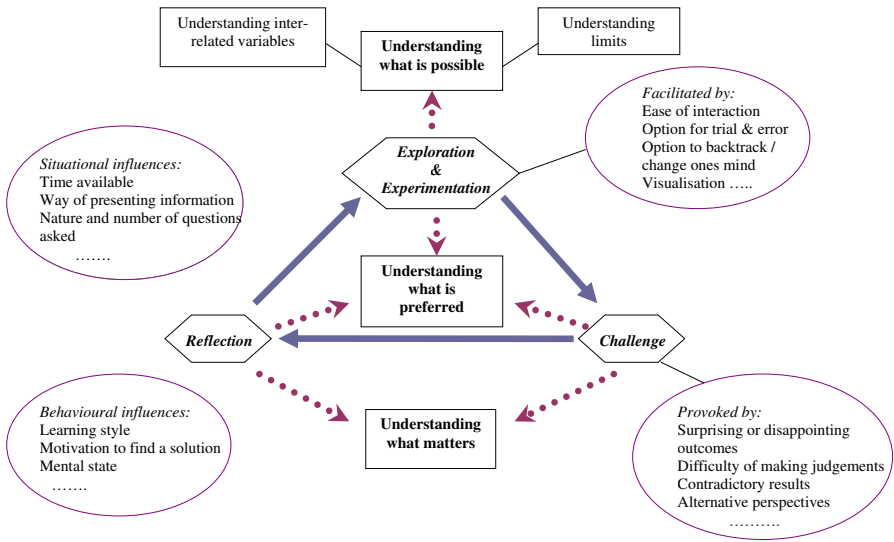 Understanding inter-
related variables
Understanding
what is possible
Understanding
limits
Facilitated by:
Ease of interaction
Option for trial & error
Option to backtrack /
change ones mind
Visualisation …..
Situational influences:
Time available
Way of presenting information
Nature and number of questions
asked
…….
Exploration
&
Experimentation
Understanding
what is
preferred
Reflection
Challenge
Behavioural influences:
Learning style
Motivation to find a solution
Mental state
…….
Understanding
what matters
Provoked by:
Surprising or disappointing
outcomes
Difficulty of making judgements
Contradictory results
Alternative perspectives
……….